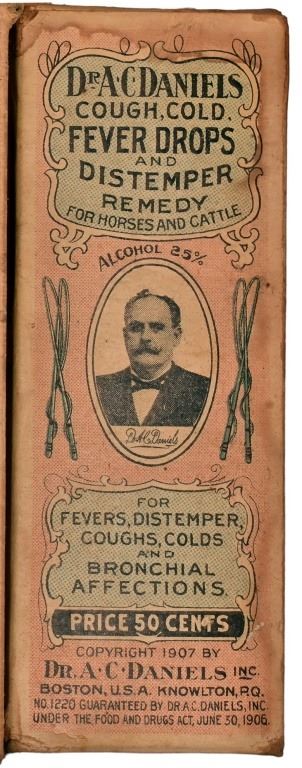 DR.A.C.DANIELS
COUGH, COLD.
FEVER DROPS
AND
DISTEMPER
REMEDY
FOR HORSES AND CATTLE
ALCOHOL 25%
Dr A C Daniels
FOR
FEVERS, DISTEMPER,
COUGHS, COLDS
AND
BRONCHIAL
AFFECTIONS.
PRICE 50 CENTS
COPYRIGHT 1907 BY
DR. A.C. DANIELS INC.
BOSTON, U.S.A. KNOWLTON, P.Q.
NO. 1220 GUARANTEED BY DR.A.C.DANIELS, INC.
UNDER THE FOOD AND DRUGS ACT, JUNE 30, 1906.